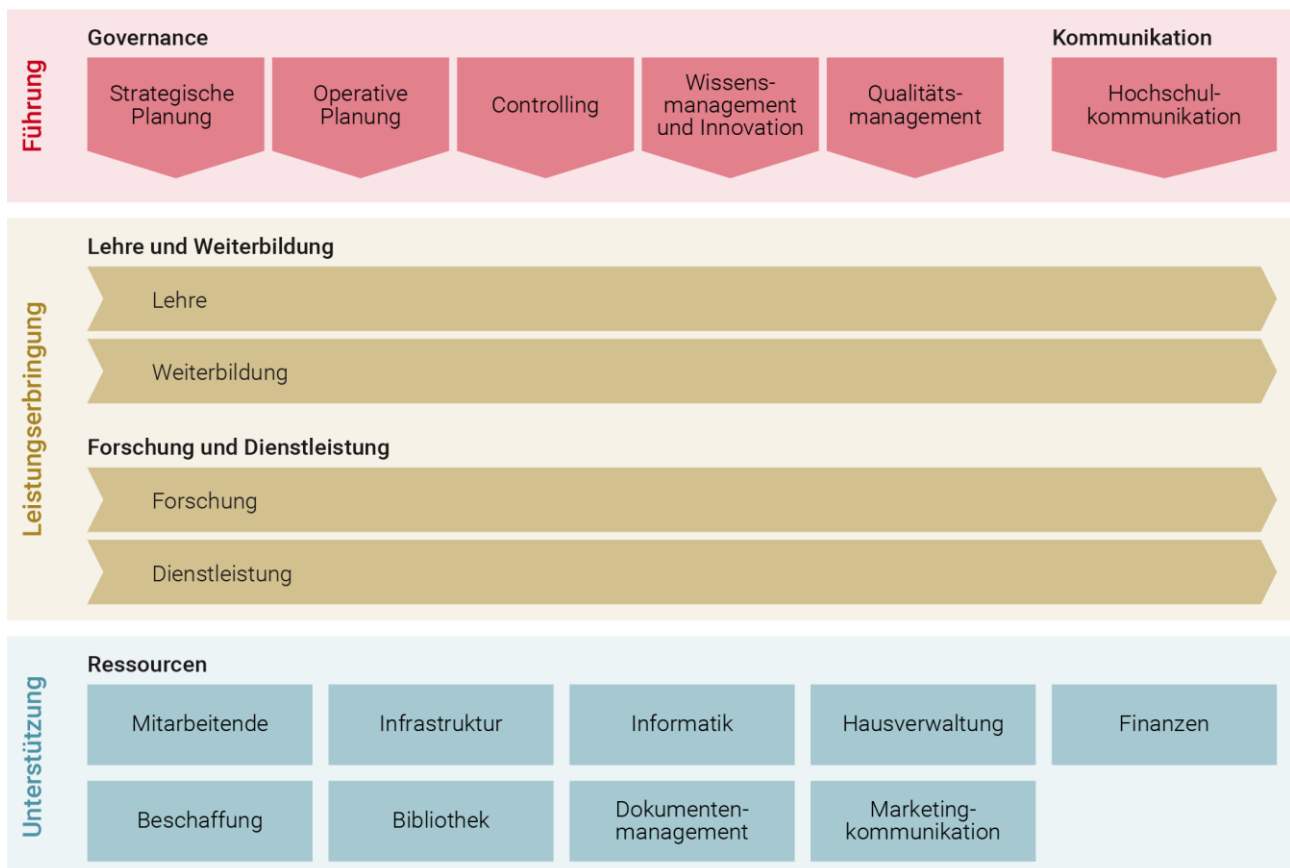 Führung
Governance
Kommunikation
Strategische
Planung
Operative
Planung
Controlling
Wissens-
management
und Innovation
Qualitäts-
management
Hochschul-
kommunikation
Leistungserbringung
Lehre und Weiterbildung
Lehre
Weiterbildung
Forschung und Dienstleistung
Forschung
Dienstleistung
Unterstützung
Ressourcen
Mitarbeitende
Infrastruktur
Informatik
Hausverwaltung
Finanzen
Beschaffung
Bibliothek
Dokumenten-
management
Marketing-
kommunikation